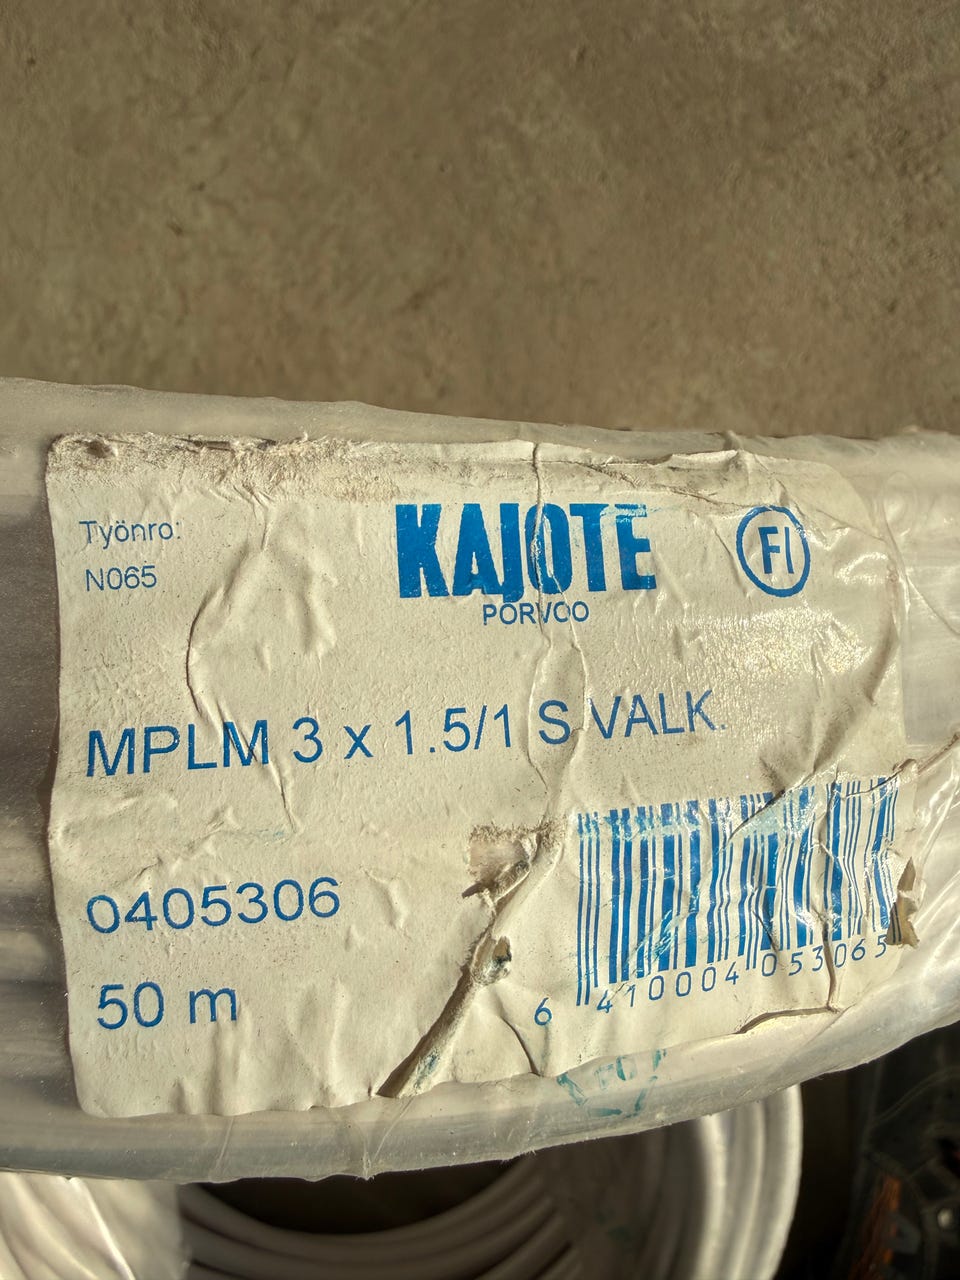 Työnro:
N065
KAJOTE
PORVOO
FI
MPLM 3 x 1.5/1 S VALK.
0405306
50 m
6 410004 053065